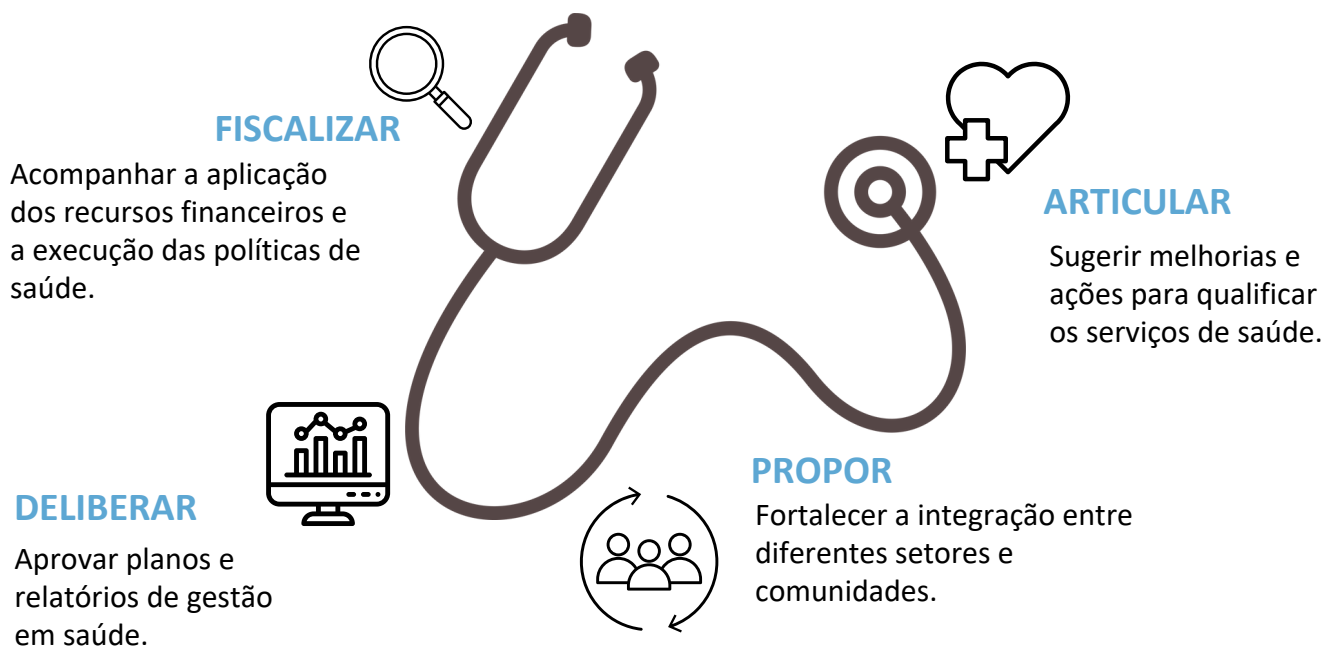 FISCALIZAR
Acompanhar a aplicação
dos recursos financeiros e
a execução das políticas de
saúde.
ARTICULAR
Sugerir melhorias e
ações para qualificar
os serviços de saúde.
DELIBERAR
Aprovar planos e
relatórios de gestão
em saúde.
PROPOR
Fortalecer a integração entre
diferentes setores e
comunidades.